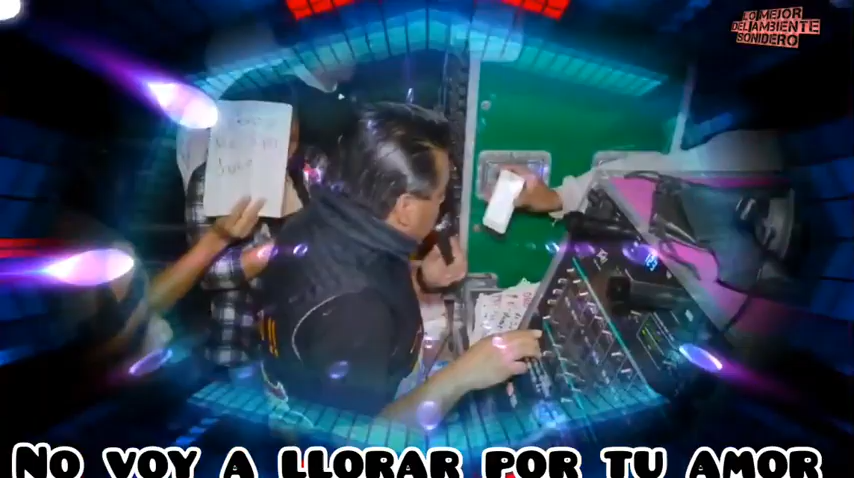 LO MEJOR
DEL AMBIENTE
SONIDERO
NO VOY A LLORAR POR TU AMOR